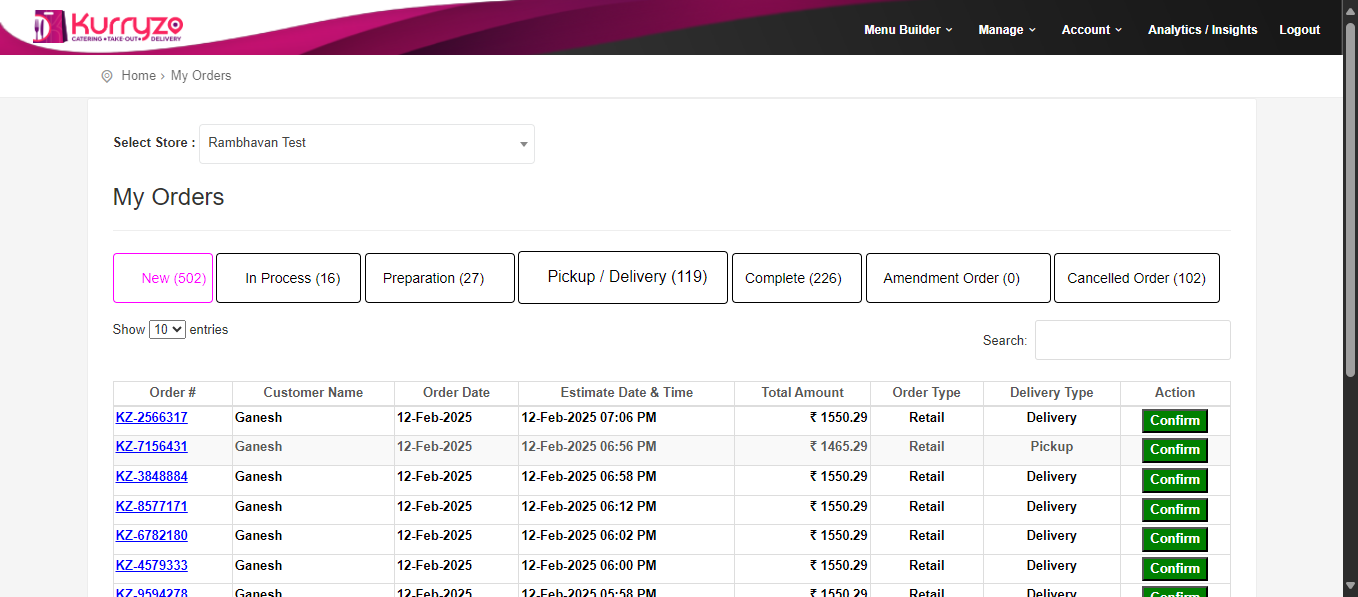 Kurryzo
CATERING • TAKE-OUT • DELIVERY
Menu Builder Manage Account Analytics / Insights Logout
Home › My Orders
Select Store : Rambhavan Test
My Orders
New (502) In Process (16) Preparation (27) Pickup / Delivery (119) Complete (226) Amendment Order (0) Cancelled Order (102)
Show 10 entries
Search:
Order # Customer Name Order Date Estimate Date & Time Total Amount Order Type Delivery Type Action
KZ-2566317 Ganesh 12-Feb-2025 12-Feb-2025 07:06 PM ₹ 1550.29 Retail Delivery Confirm
KZ-7156431 Ganesh 12-Feb-2025 12-Feb-2025 06:56 PM ₹ 1465.29 Retail Pickup Confirm
KZ-3848884 Ganesh 12-Feb-2025 12-Feb-2025 06:58 PM ₹ 1550.29 Retail Delivery Confirm
KZ-8577171 Ganesh 12-Feb-2025 12-Feb-2025 06:12 PM ₹ 1550.29 Retail Delivery Confirm
KZ-6782180 Ganesh 12-Feb-2025 12-Feb-2025 06:02 PM ₹ 1550.29 Retail Delivery Confirm
KZ-4579333 Ganesh 12-Feb-2025 12-Feb-2025 06:00 PM ₹ 1550.29 Retail Delivery Confirm
KZ-9594278 Ganesh 12-Feb-2025 12-Feb-2025 05:58 PM ₹ 1550.29 Retail Delivery Confirm